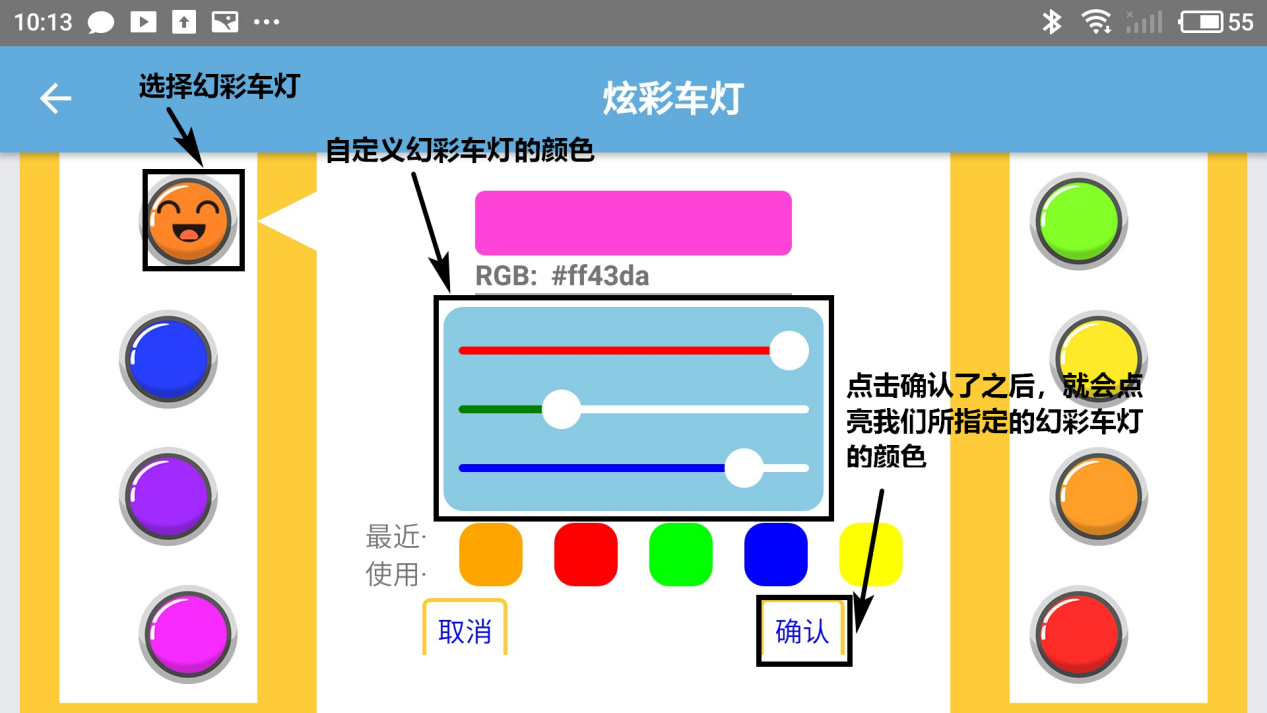 10:13
55
选择幻彩车灯
炫彩车灯
自定义幻彩车灯的颜色
RGB: #ff43da
点击确认了之后，就会点
亮我们所指定的幻彩车灯
的颜色
最近·
使用·
取消
确认